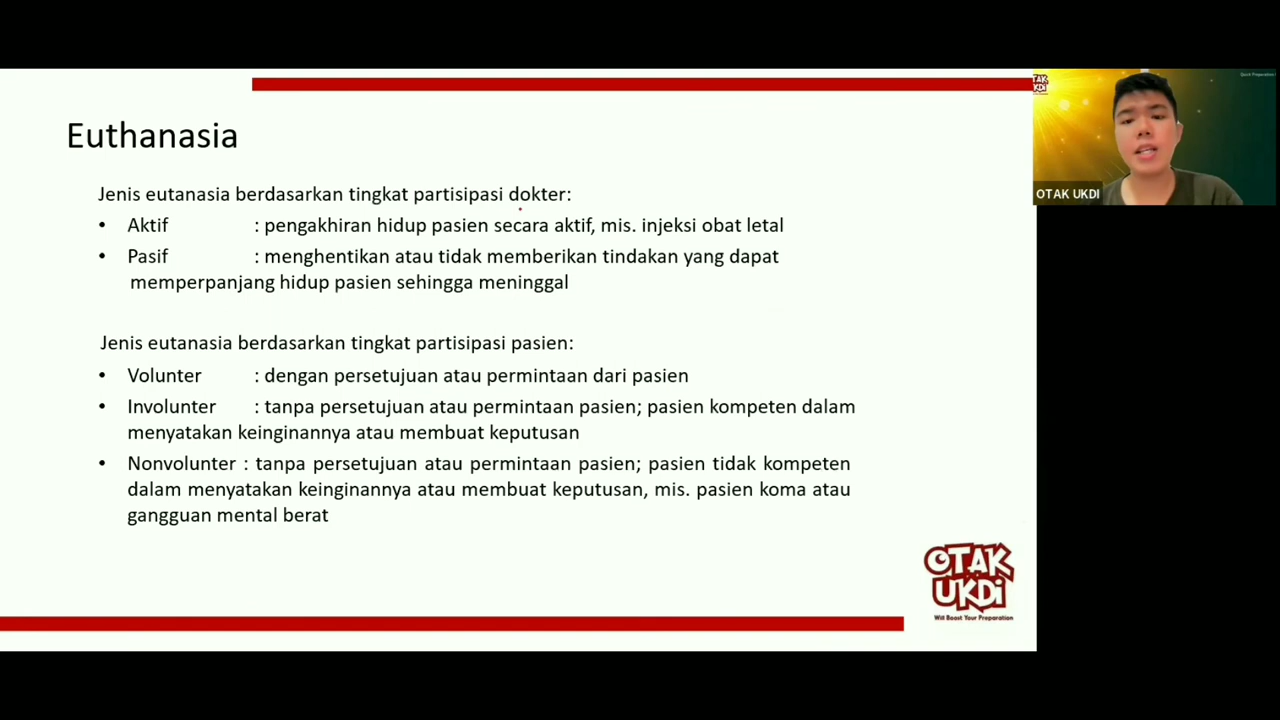 Euthanasia
Jenis eutanasia berdasarkan tingkat partisipasi dokter:
• Aktif : pengakhiran hidup pasien secara aktif, mis. injeksi obat letal
• Pasif : menghentikan atau tidak memberikan tindakan yang dapat
memperpanjang hidup pasien sehingga meninggal
Jenis eutanasia berdasarkan tingkat partisipasi pasien:
• Volunter : dengan persetujuan atau permintaan dari pasien
• Involunter : tanpa persetujuan atau permintaan pasien; pasien kompeten dalam
menyatakan keinginannya atau membuat keputusan
• Nonvolunter : tanpa persetujuan atau permintaan pasien; pasien tidak kompeten
dalam menyatakan keinginannya atau membuat keputusan, mis. pasien koma atau
gangguan mental berat
OTAK
UKDI
Will Boost Your Preparation
OTAK UKDI